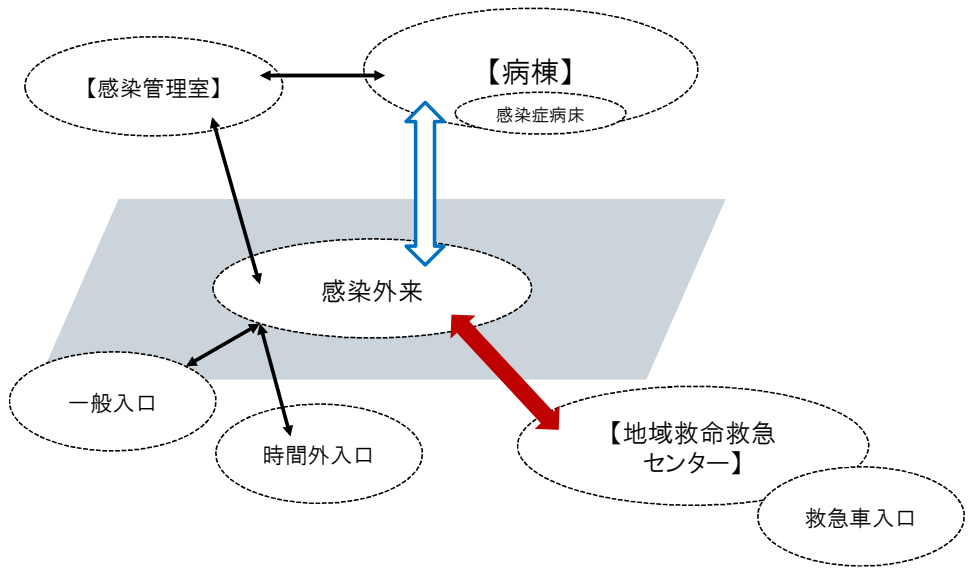 【感染管理室】
【病棟】
感染症病床
感染外来
一般入口
時間外入口
【地域救命救急
センター】
救急車入口